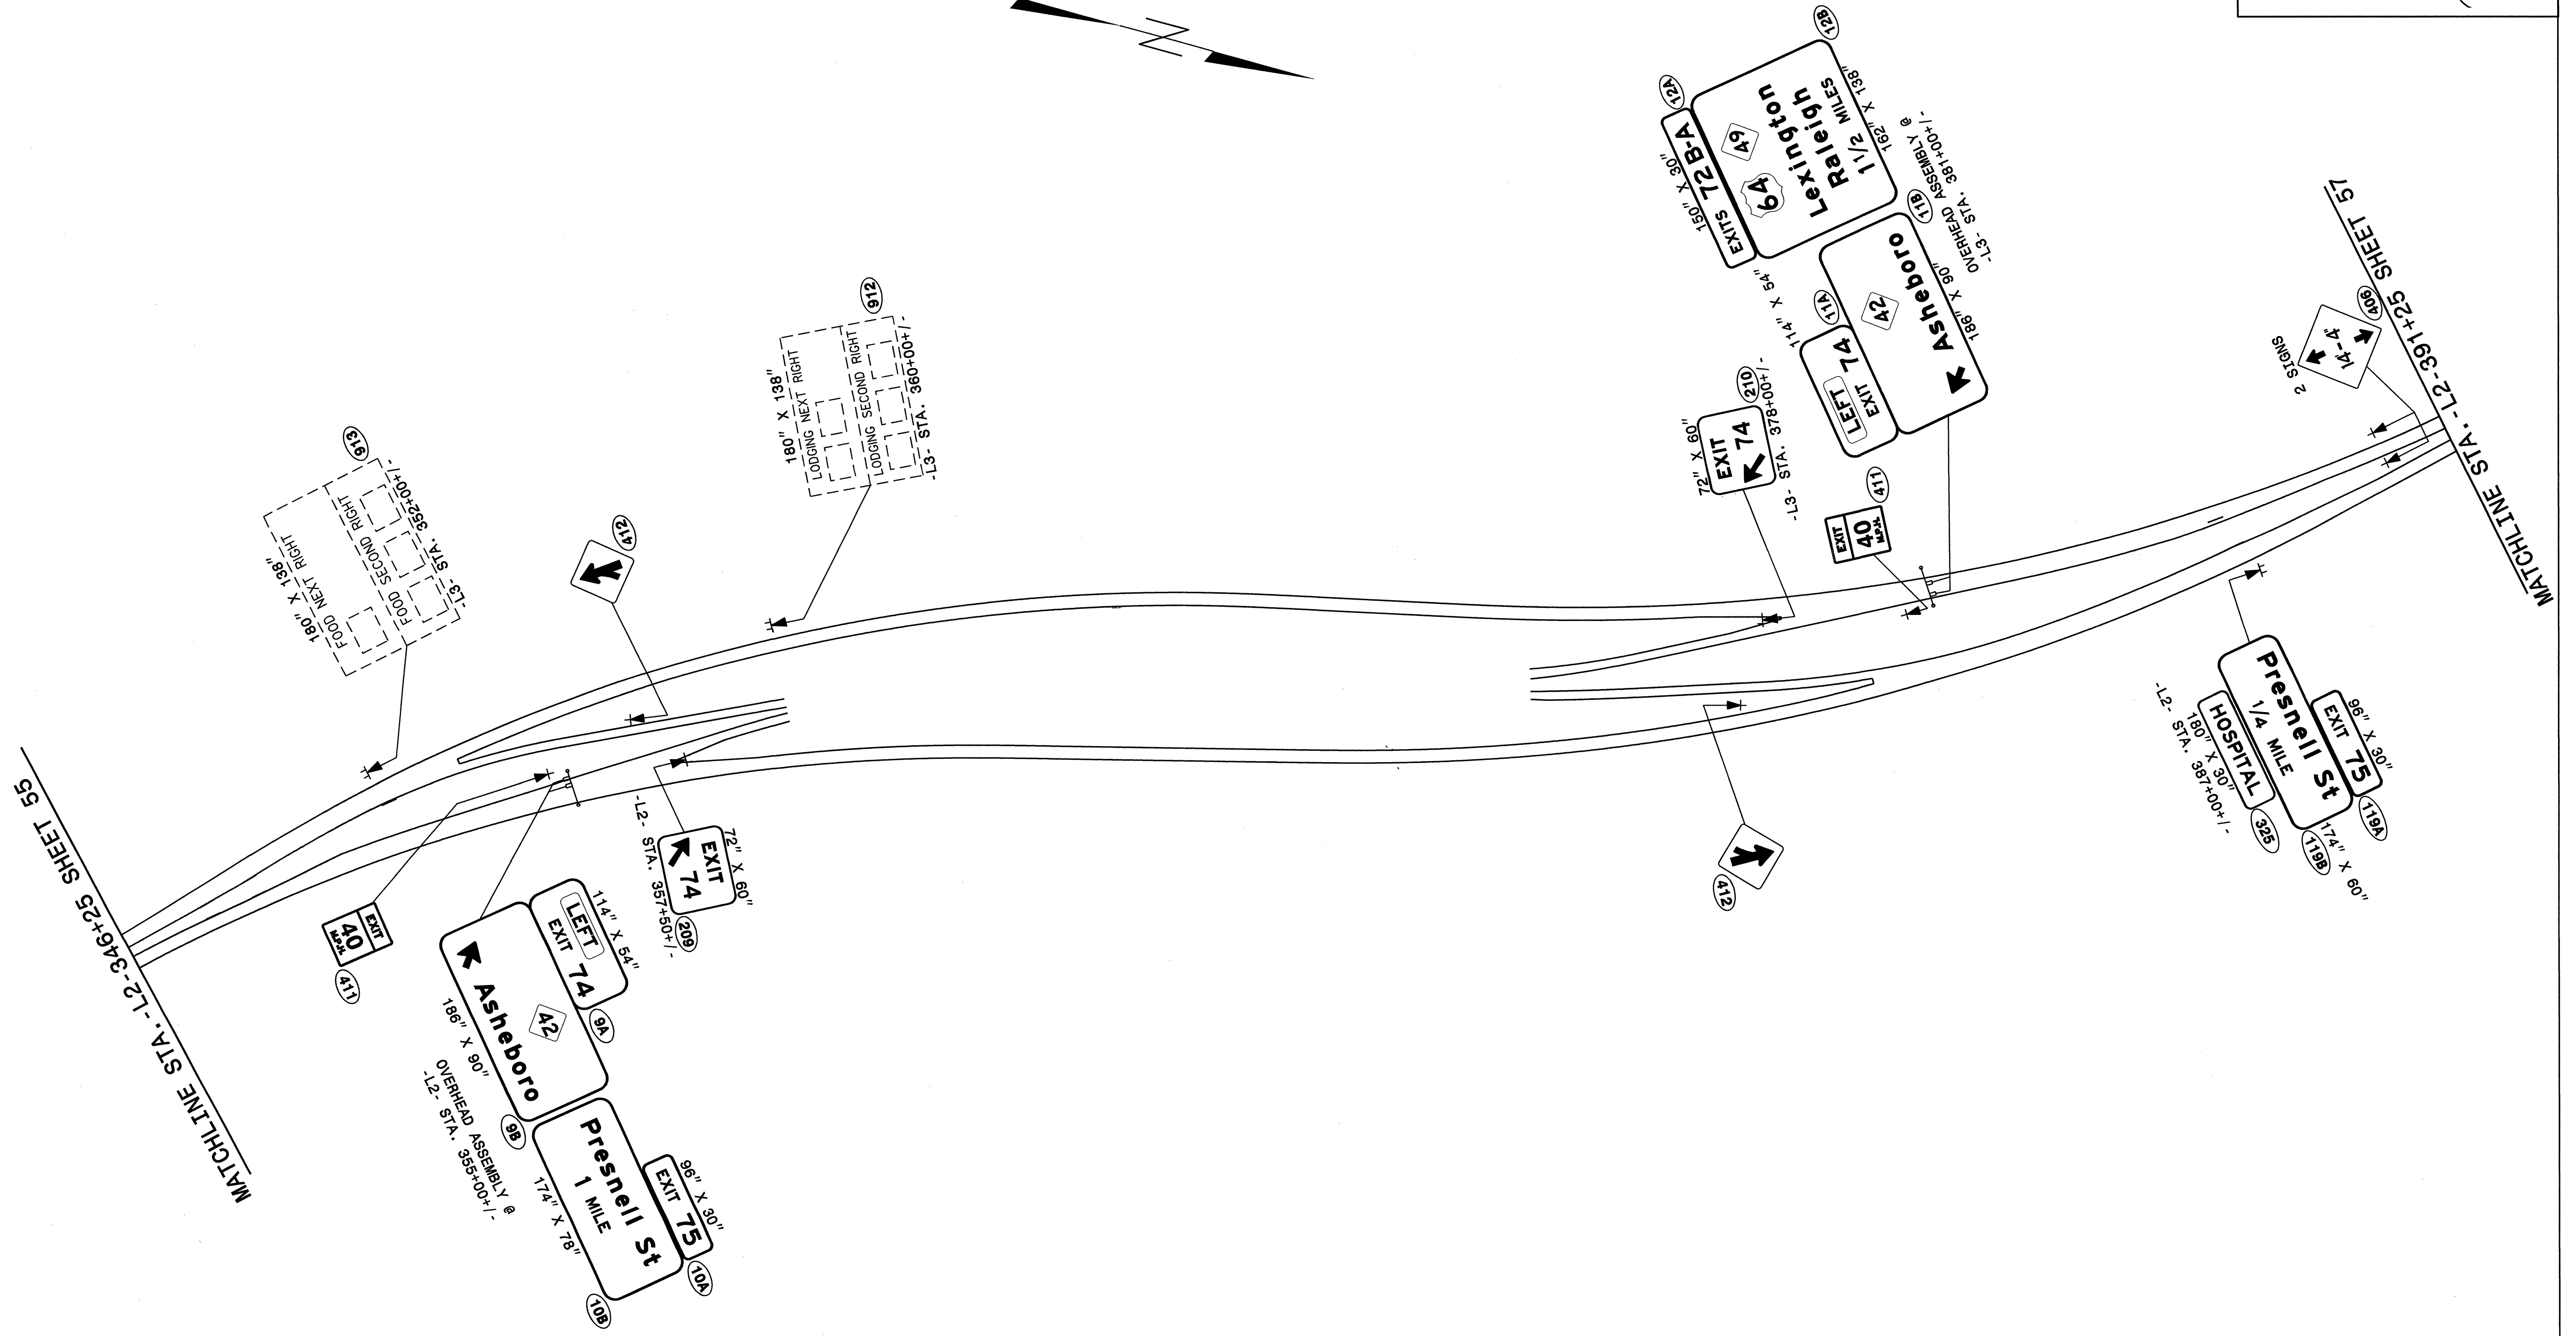 N
MATCHLINE STA. -L2-346+25 SHEET 55
913
180" X 138"
FOOD NEXT RIGHT
FOOD SECOND RIGHT
-L3- STA. 352+00+/-
412
912
180" X 138"
LODGING NEXT RIGHT
LODGING SECOND RIGHT
-L3- STA. 360+00+/-
12A
12B
150" X 30"
EXITS 72 B-A
64
49
Lexington
Raleigh
1 1/2 MILES
162" X 138"
OVERHEAD ASSEMBLY @
-L3- STA. 381+00+/-
11A
11B
114" X 54"
LEFT
EXIT 74
42
Asheboro
186" X 90"
210
72" X 60"
EXIT
74
-L3- STA. 378+00+/-
411
EXIT
40
M.P.H.
2 SIGNS
14-4"
406
MATCHLINE STA. -L2-391+25 SHEET 57
411
EXIT
40
M.P.H.
-L2- STA. 357+50+/-
EXIT
74
72" X 60"
209
114" X 54"
LEFT
EXIT 74
9A
42
Asheboro
186" X 90"
9B
OVERHEAD ASSEMBLY @
-L2- STA. 355+00+/-
96" X 30"
EXIT 75
10A
Presnell St
1 MILE
174" X 78"
10B
412
96" X 30"
EXIT 75
119A
Presnell St
1/4 MILE
174" X 60"
119B
HOSPITAL
180" X 30"
325
-L2- STA. 387+00+/-